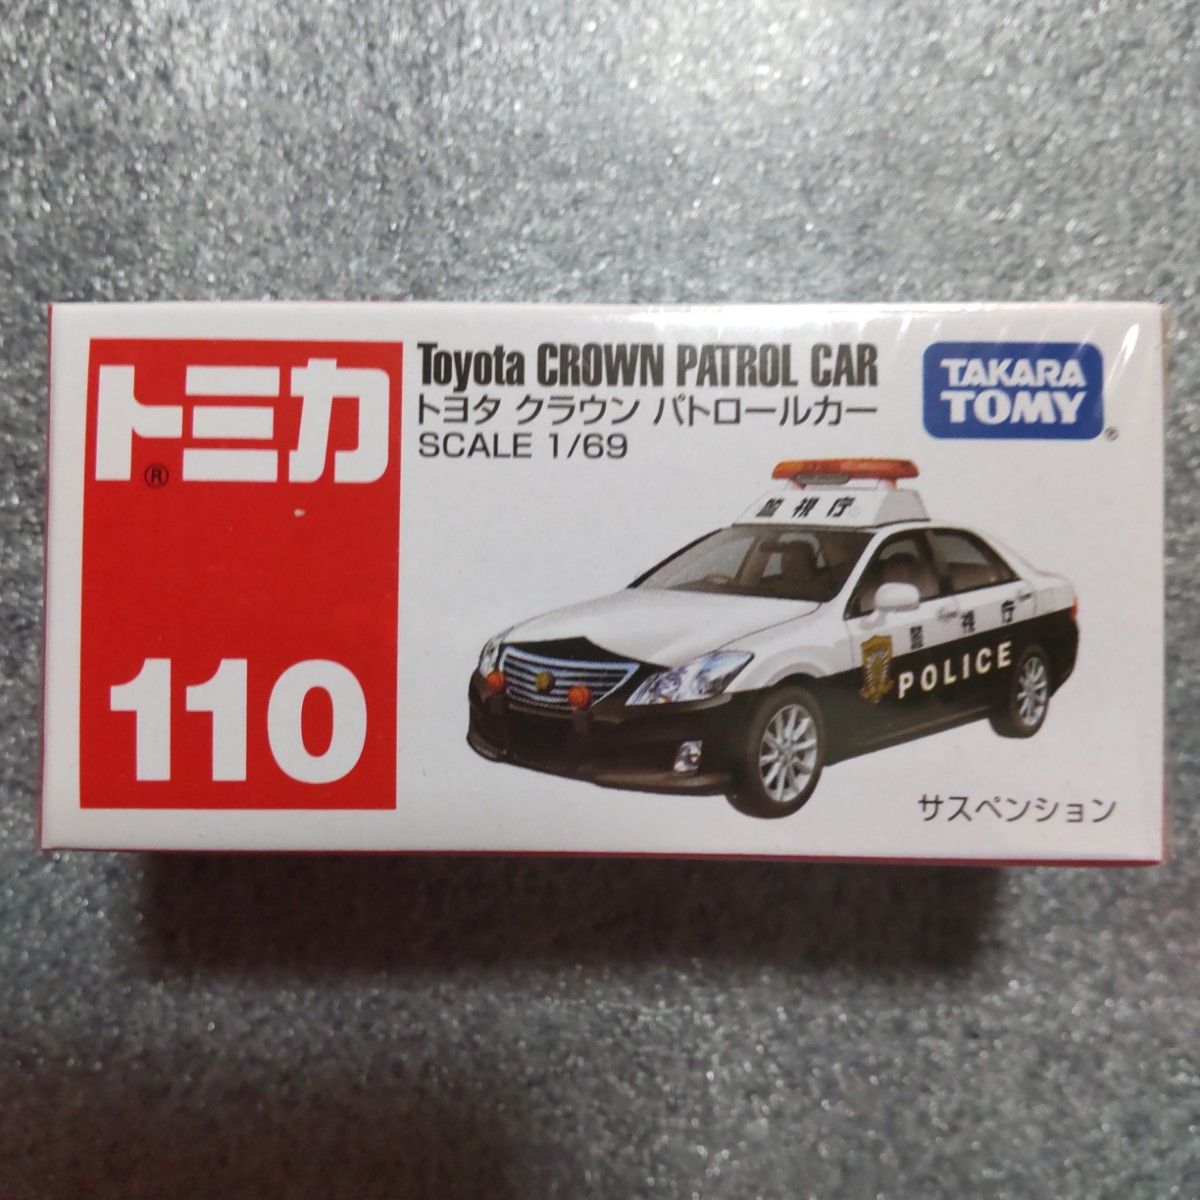 トミカ
®
110
Toyota CROWN PATROL CAR
トヨタ クラウン パトロールカー
SCALE 1/69
TAKARA
TOMY
®
警視庁
警視庁
POLICE
サスペンション